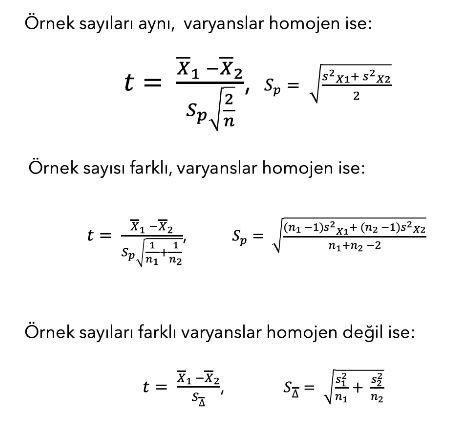 Örnek sayıları aynı, varyanslar homojen ise:
t = (X̅₁ −X̅₂) / (Sₚ√(2/n)), Sₚ = √((s²X1 + s²X2) / 2)
Örnek sayısı farklı, varyanslar homojen ise:
t = (X̅₁ −X̅₂) / (Sₚ√(1/n₁ + 1/n₂)), Sₚ = √(((n₁ −1)s²X1 + (n₂ −1)s²X2) / (n₁+n₂ −2))
Örnek sayıları farklı varyanslar homojen değil ise:
t = (X̅₁ −X̅₂) / S_Δ̅, S_Δ̅ = √(s₁²/n₁ + s₂²/n₂)